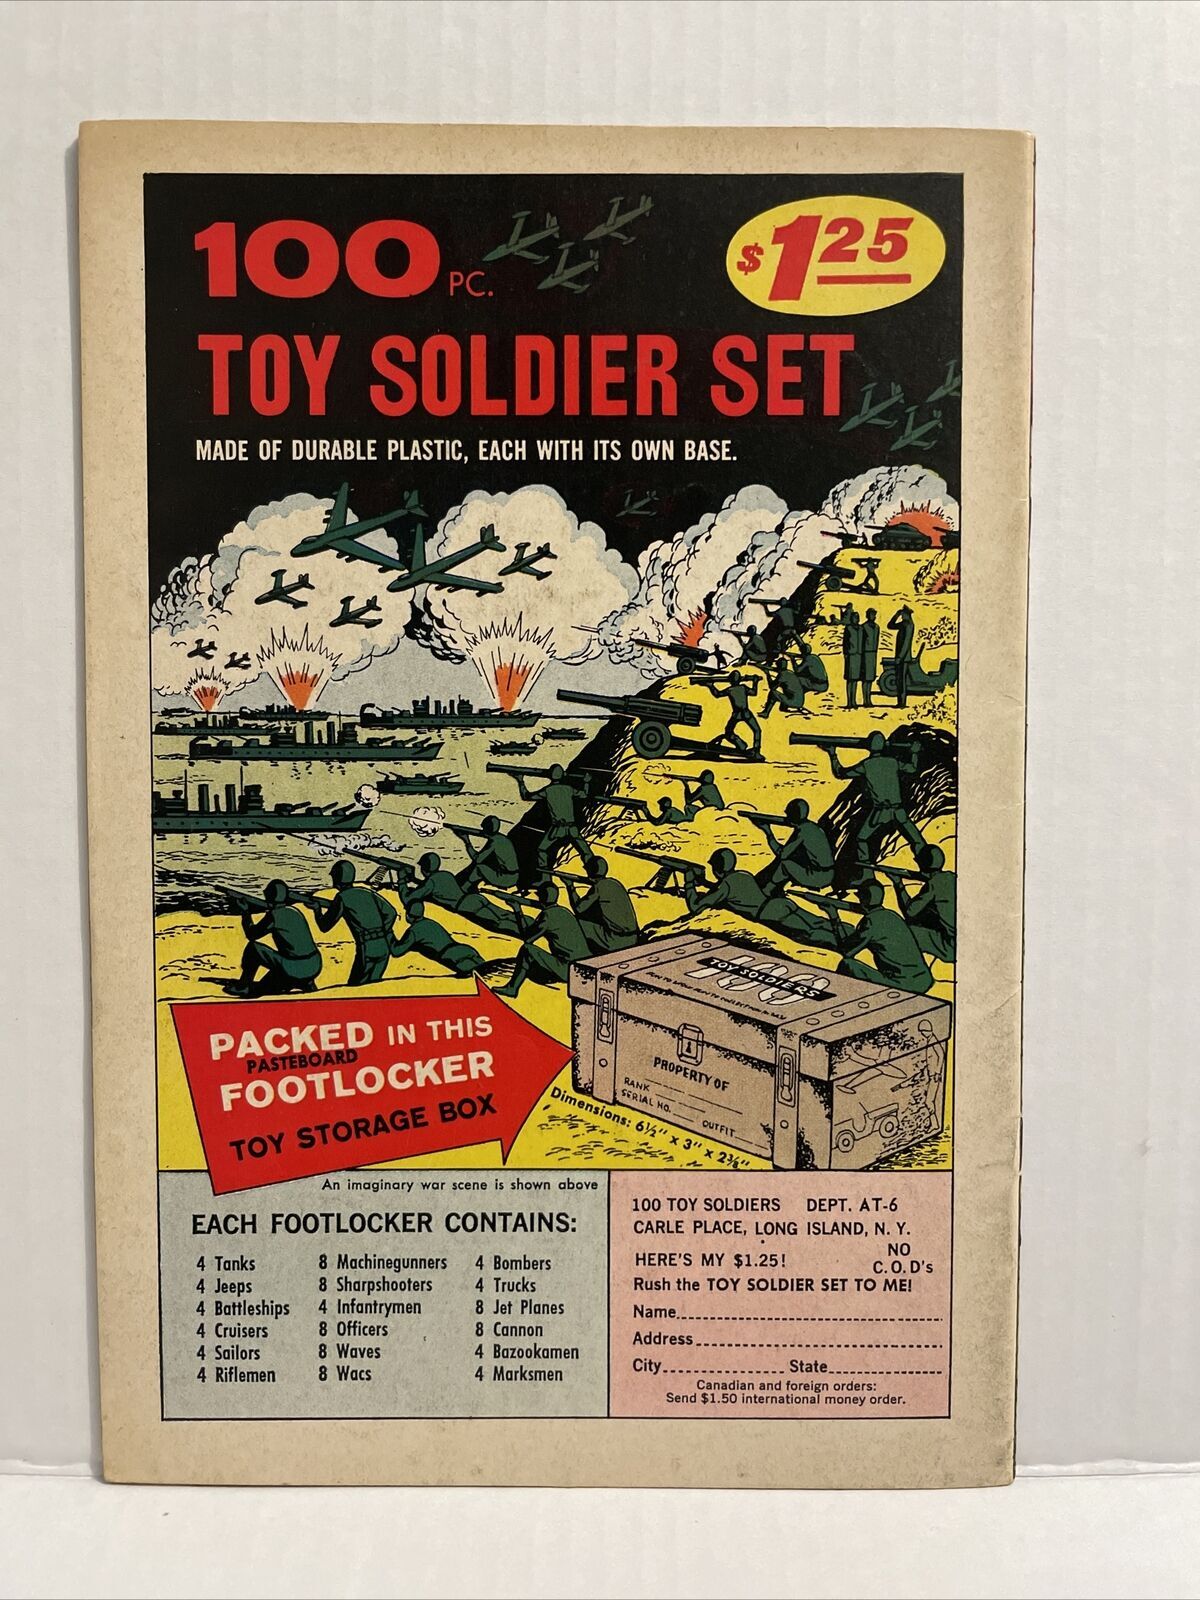 100 PC.
$1.25
TOY SOLDIER SET
MADE OF DURABLE PLASTIC, EACH WITH ITS OWN BASE.
100
TOY SOLDIERS
PACKED IN THIS
PASTEBOARD
FOOTLOCKER
TOY STORAGE BOX
PROPERTY OF
RANK
SERIAL NO.
OUTFIT
Dimensions: 6½" x 3" x 2⅜"
An imaginary war scene is shown above
EACH FOOTLOCKER CONTAINS:
4 Tanks
4 Jeeps
4 Battleships
4 Cruisers
4 Sailors
4 Riflemen
8 Machinegunners
8 Sharpshooters
4 Infantrymen
8 Officers
8 Waves
8 Wacs
4 Bombers
4 Trucks
8 Jet Planes
8 Cannon
4 Bazookamen
4 Marksmen
100 TOY SOLDIERS DEPT. AT-6
CARLE PLACE, LONG ISLAND, N. Y.
HERE'S MY $1.25!
NO
C.O.D's
Rush the TOY SOLDIER SET TO ME!
Name
Address
City State
Canadian and foreign orders:
Send $1.50 international money order.